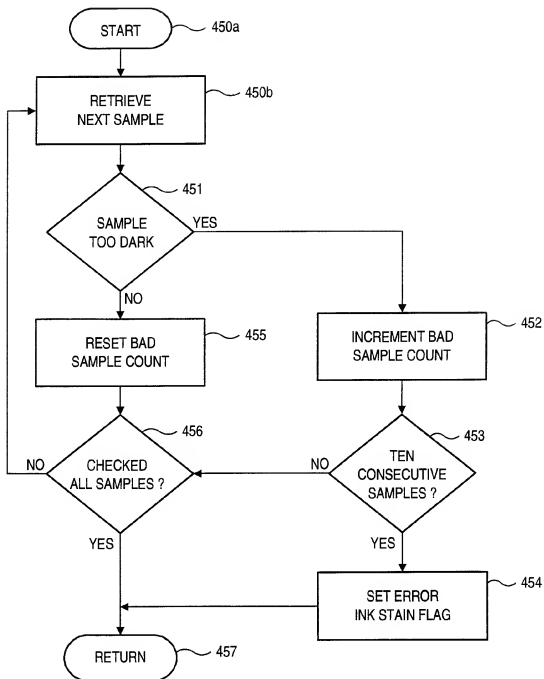 START
450a
RETRIEVE
NEXT SAMPLE
450b
451
SAMPLE
TOO DARK
YES
NO
RESET BAD
SAMPLE COUNT
455
INCREMENT BAD
SAMPLE COUNT
452
456
CHECKED
ALL SAMPLES ?
NO
YES
453
TEN
CONSECUTIVE
SAMPLES ?
NO
YES
SET ERROR
INK STAIN FLAG
454
RETURN
457